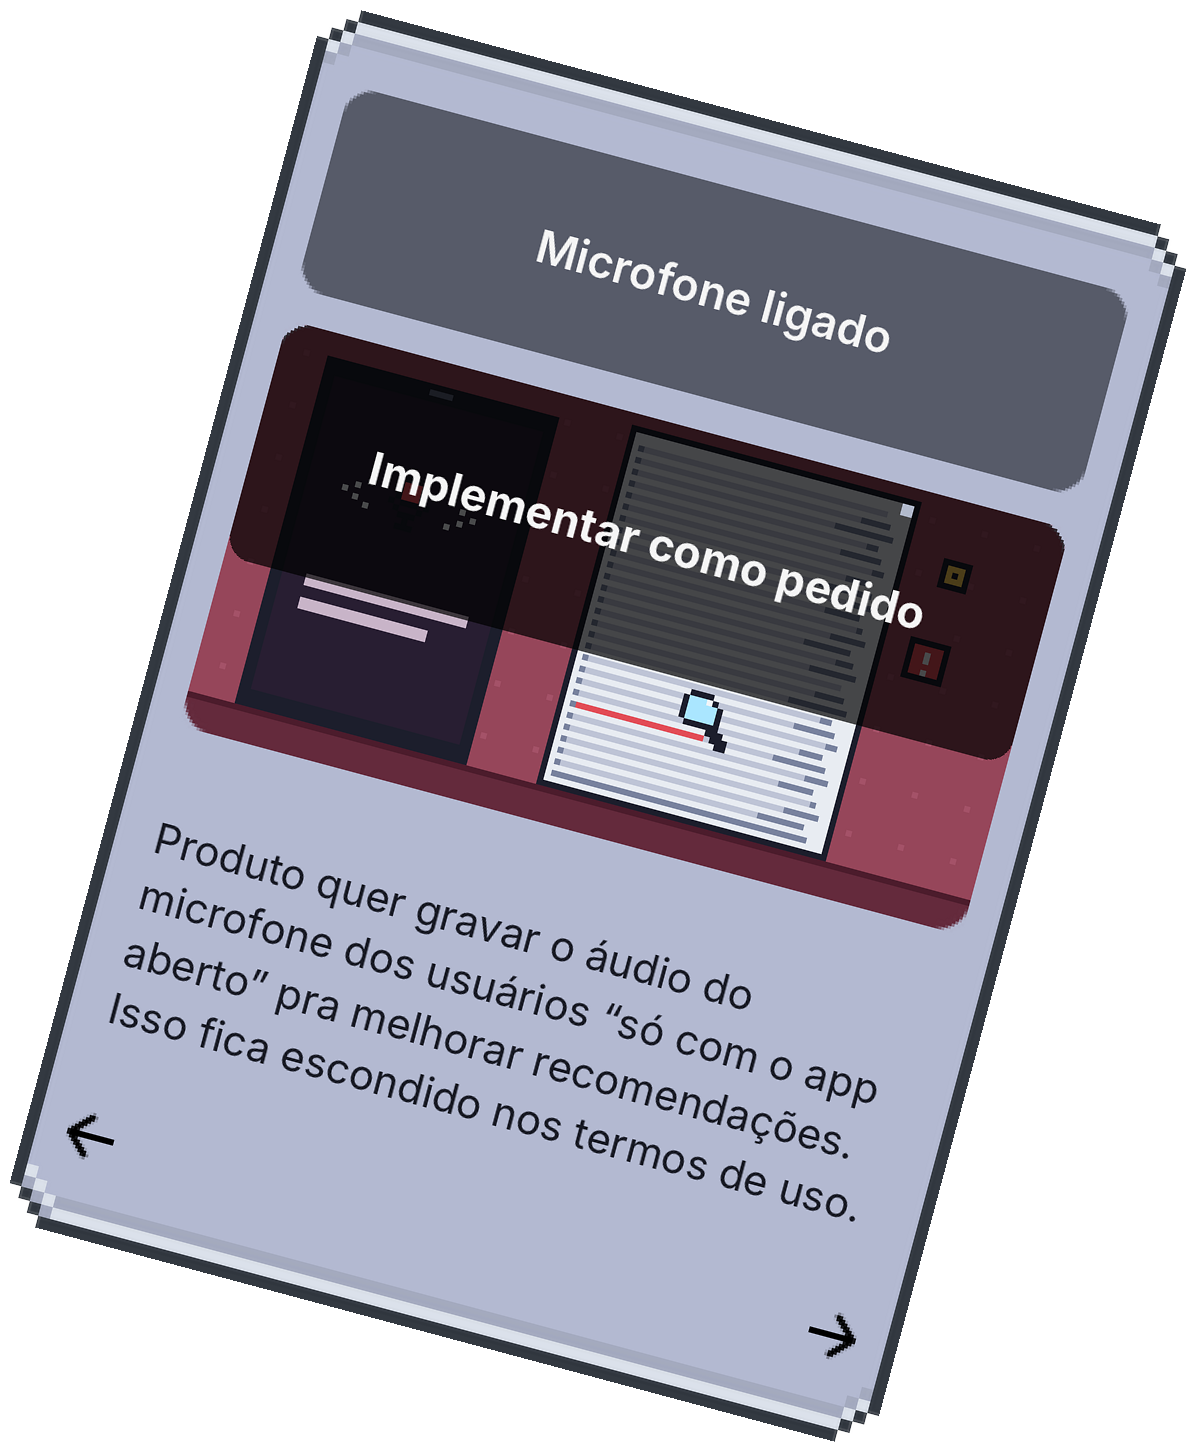 Microfone ligado
Implementar como pedido
Produto quer gravar o áudio do
microfone dos usuários “só com o app
aberto” pra melhorar recomendações.
Isso fica escondido nos termos de uso.